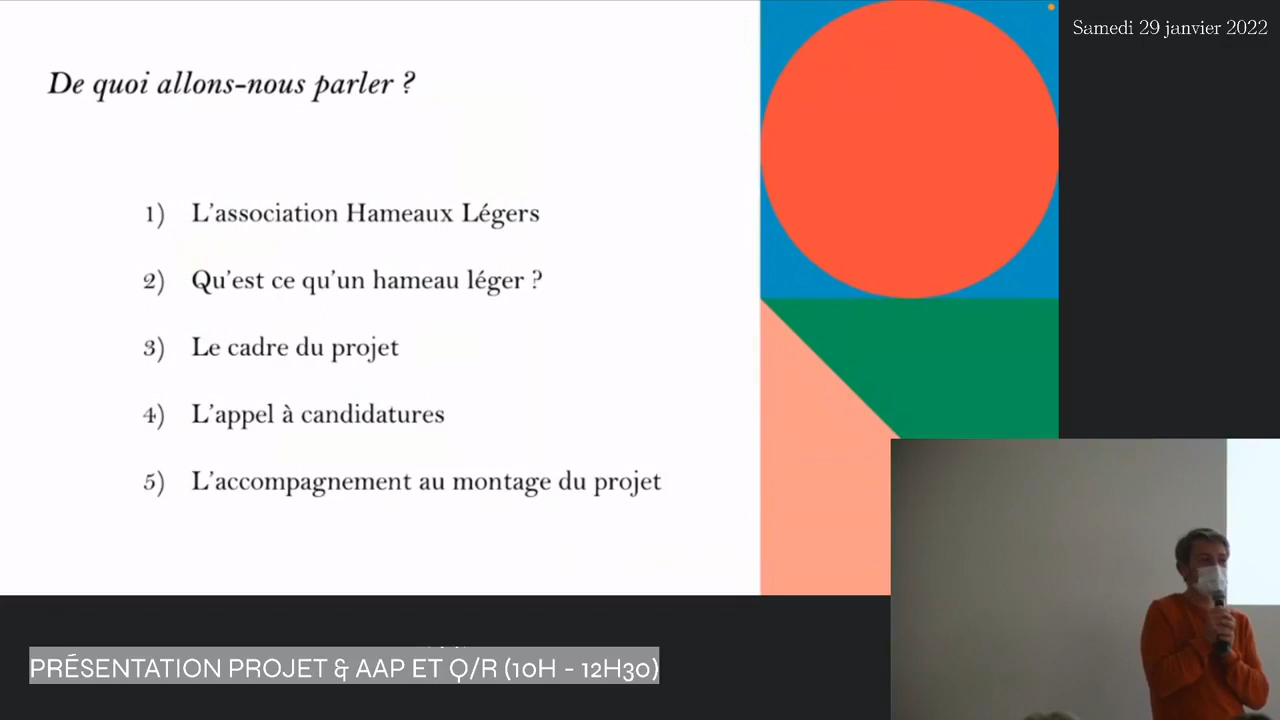 De quoi allons-nous parler ?
1) L'association Hameaux Légers
2) Qu'est ce qu'un hameau léger ?
3) Le cadre du projet
4) L'appel à candidatures
5) L'accompagnement au montage du projet
Samedi 29 janvier 2022
PRÉSENTATION PROJET & AAP ET Q/R (10H - 12H30)